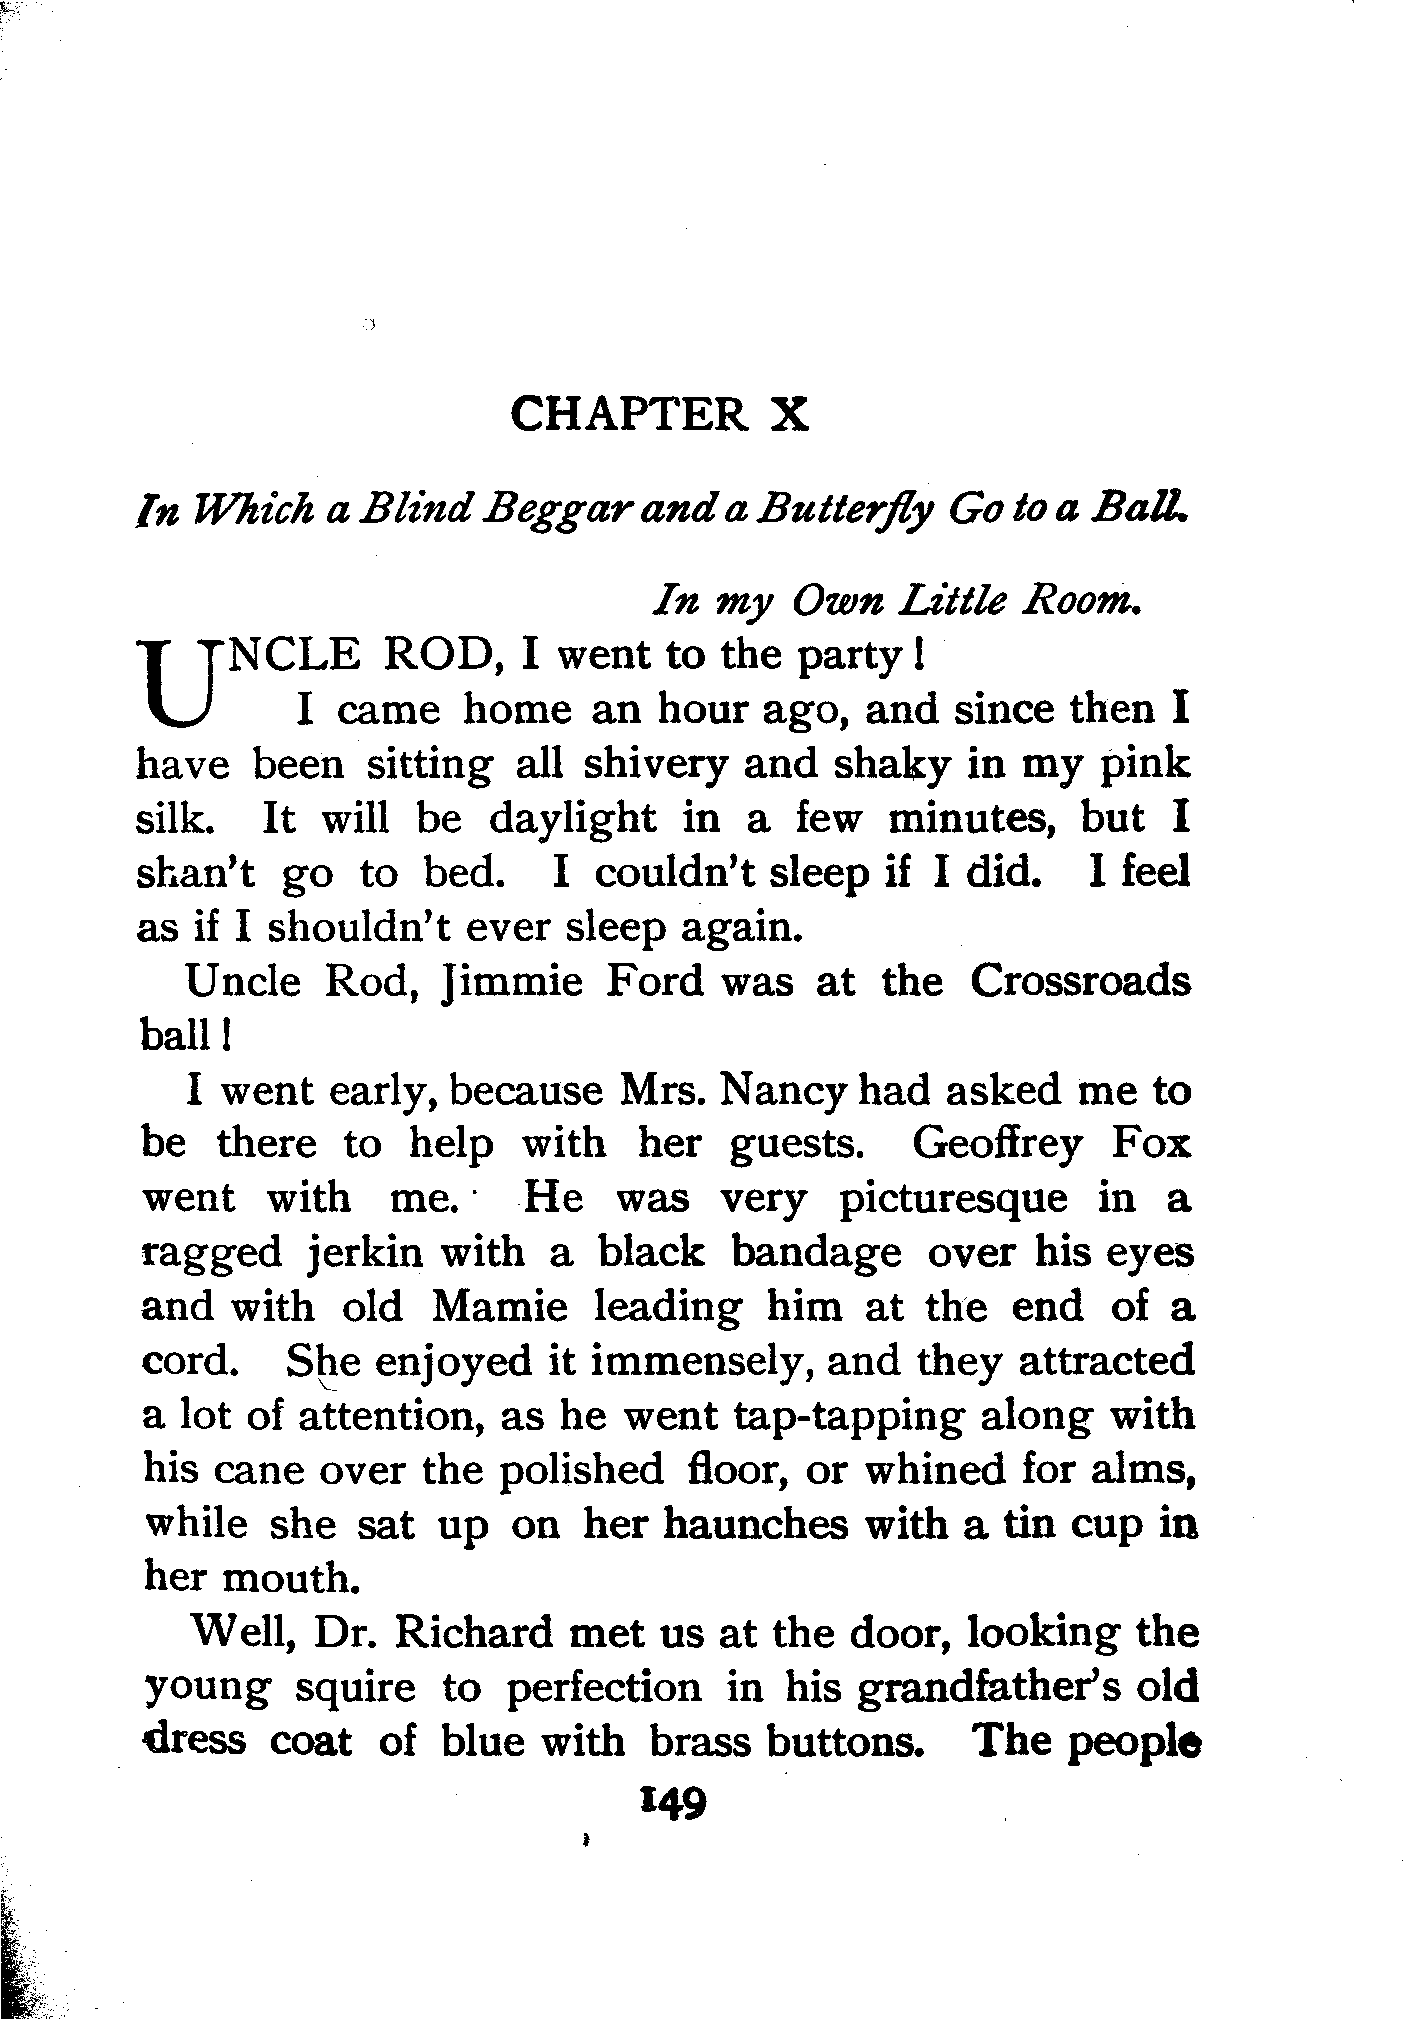 CHAPTER X
In Which a Blind Beggar and a Butterfly Go to a Ball.
In my Own Little Room.
UNCLE ROD, I went to the party!
I came home an hour ago, and since then I
have been sitting all shivery and shaky in my pink
silk. It will be daylight in a few minutes, but I
shan't go to bed. I couldn't sleep if I did. I feel
as if I shouldn't ever sleep again.
Uncle Rod, Jimmie Ford was at the Crossroads
ball!
I went early, because Mrs. Nancy had asked me to
be there to help with her guests. Geoffrey Fox
went with me. He was very picturesque in a
ragged jerkin with a black bandage over his eyes
and with old Mamie leading him at the end of a
cord. She enjoyed it immensely, and they attracted
a lot of attention, as he went tap-tapping along with
his cane over the polished floor, or whined for alms,
while she sat up on her haunches with a tin cup in
her mouth.
Well, Dr. Richard met us at the door, looking the
young squire to perfection in his grandfather's old
dress coat of blue with brass buttons. The people
149